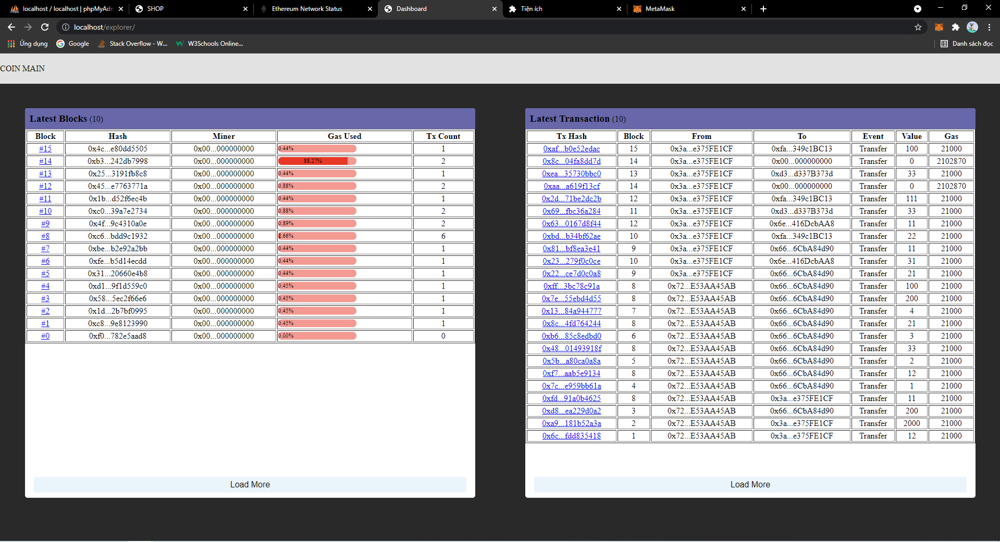 localhost / localhost | phpMyAdm SHOP Ethereum Network Status Dashboard Tiện ích MetaMask
localhost/explorer/
Ứng dụng Google Stack Overflow - W... W3Schools Online... Danh sách đọc
COIN MAIN
Latest Blocks (10)
Block Hash Miner Gas Used Tx Count
#15 0x4c...e80dd5505 0x00...000000000 0.44% 1
#14 0xb3...242db7998 0x00...000000000 88.27% 2
#13 0x25...3191fb8c8 0x00...000000000 0.44% 1
#12 0x45...e7763771a 0x00...000000000 0.88% 2
#11 0x1b...d52f6ec4b 0x00...000000000 0.44% 1
#10 0xc0...39a7e2734 0x00...000000000 0.88% 2
#9 0x4f...9c4310a0e 0x00...000000000 0.89% 2
#8 0xc6...bdd9c1932 0x00...000000000 2.66% 6
#7 0xbe...b2e92a2bb 0x00...000000000 0.44% 1
#6 0xfe...b5d14ecdd 0x00...000000000 0.44% 1
#5 0x31...20660e4b8 0x00...000000000 0.44% 1
#4 0xd1...9f1d559c0 0x00...000000000 0.45% 1
#3 0x58...5ec2f66e6 0x00...000000000 0.45% 1
#2 0x1d...2b7bf0995 0x00...000000000 0.45% 1
#1 0xc8...9e8123990 0x00...000000000 0.45% 1
#0 0xf0...782e5aad8 0x00...000000000 0.00% 0
Load More
Latest Transaction (10)
Tx Hash Block From To Event Value Gas
0xaf...b0e52edac 15 0x3a...e375FE1CF 0xfa...349c1BC13 Transfer 100 21000
0x8c...04fa8dd7d 14 0x3a...e375FE1CF 0x00...000000000 Transfer 0 2102870
0xea...35730bbc0 13 0x3a...e375FE1CF 0xd3...d337B373d Transfer 33 21000
0xaa...a619f13cf 14 0x3a...e375FE1CF 0x00...000000000 Transfer 0 2102870
0x2d...71be2dc2b 12 0x3a...e375FE1CF 0xfa...349c1BC13 Transfer 111 21000
0x69...fbc36a284 11 0x3a...e375FE1CF 0xd3...d337B373d Transfer 33 21000
0x63...0167d8f44 12 0x3a...e375FE1CF 0x6e...416DcbAA8 Transfer 11 21000
0xbd...b34bf62ae 10 0x3a...e375FE1CF 0xfa...349c1BC13 Transfer 22 21000
0x81...bf8ea3e41 9 0x3a...e375FE1CF 0x66...6CbA84d90 Transfer 11 21000
0x23...279f0c0ce 10 0x3a...e375FE1CF 0x6e...416DcbAA8 Transfer 31 21000
0x22...ce7d0c0a8 9 0x3a...e375FE1CF 0x66...6CbA84d90 Transfer 21 21000
0xff...3bc78c91a 8 0x72...E53AA45AB 0x66...6CbA84d90 Transfer 100 21000
0x7e...55ebd4d55 8 0x72...E53AA45AB 0x66...6CbA84d90 Transfer 200 21000
0x13...84a944777 7 0x72...E53AA45AB 0x66...6CbA84d90 Transfer 4 21000
0x8c...4fd764244 8 0x72...E53AA45AB 0x66...6CbA84d90 Transfer 21 21000
0xb6...85c8edbd0 6 0x72...E53AA45AB 0x66...6CbA84d90 Transfer 3 21000
0x48...01493918f 8 0x72...E53AA45AB 0x66...6CbA84d90 Transfer 33 21000
0x5b...a80ca0a8a 5 0x72...E53AA45AB 0x66...6CbA84d90 Transfer 2 21000
0xf7...aab5e9134 8 0x72...E53AA45AB 0x66...6CbA84d90 Transfer 12 21000
0x7c...e959bb61a 4 0x72...E53AA45AB 0x66...6CbA84d90 Transfer 1 21000
0xfd...91a0b4625 8 0x72...E53AA45AB 0x3a...e375FE1CF Transfer 11 21000
0xd8...ea229d0a2 3 0x72...E53AA45AB 0x66...6CbA84d90 Transfer 200 21000
0xa9...181b52a3a 2 0x72...E53AA45AB 0x3a...e375FE1CF Transfer 2000 21000
0x6c...fdd835418 1 0x72...E53AA45AB 0x3a...e375FE1CF Transfer 12 21000
Load More